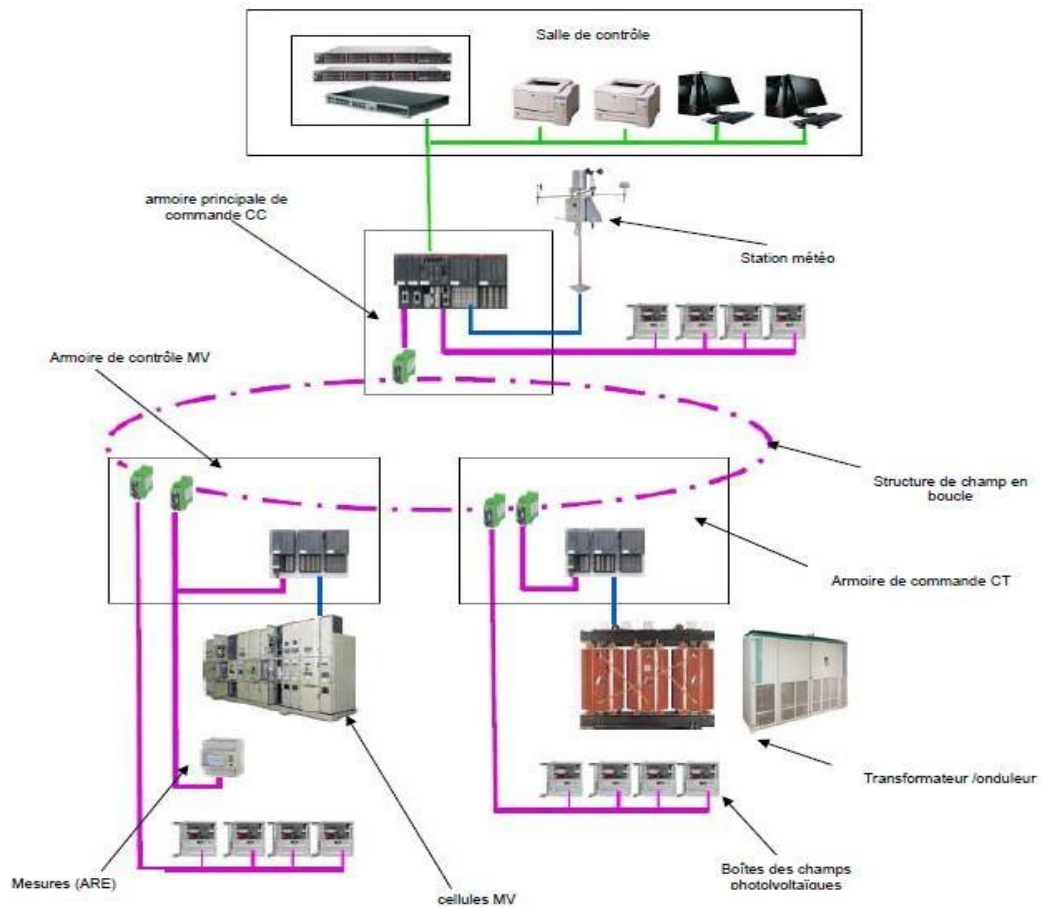 Salle de contrôle
armoire principale de
commande CC
Station météo
Armoire de contrôle MV
Structure de champ en
boucle
Armoire de commande CT
Transformateur /onduleur
Boîtes des champs
photolvoltaïques
Mesures (ARE)
cellules MV